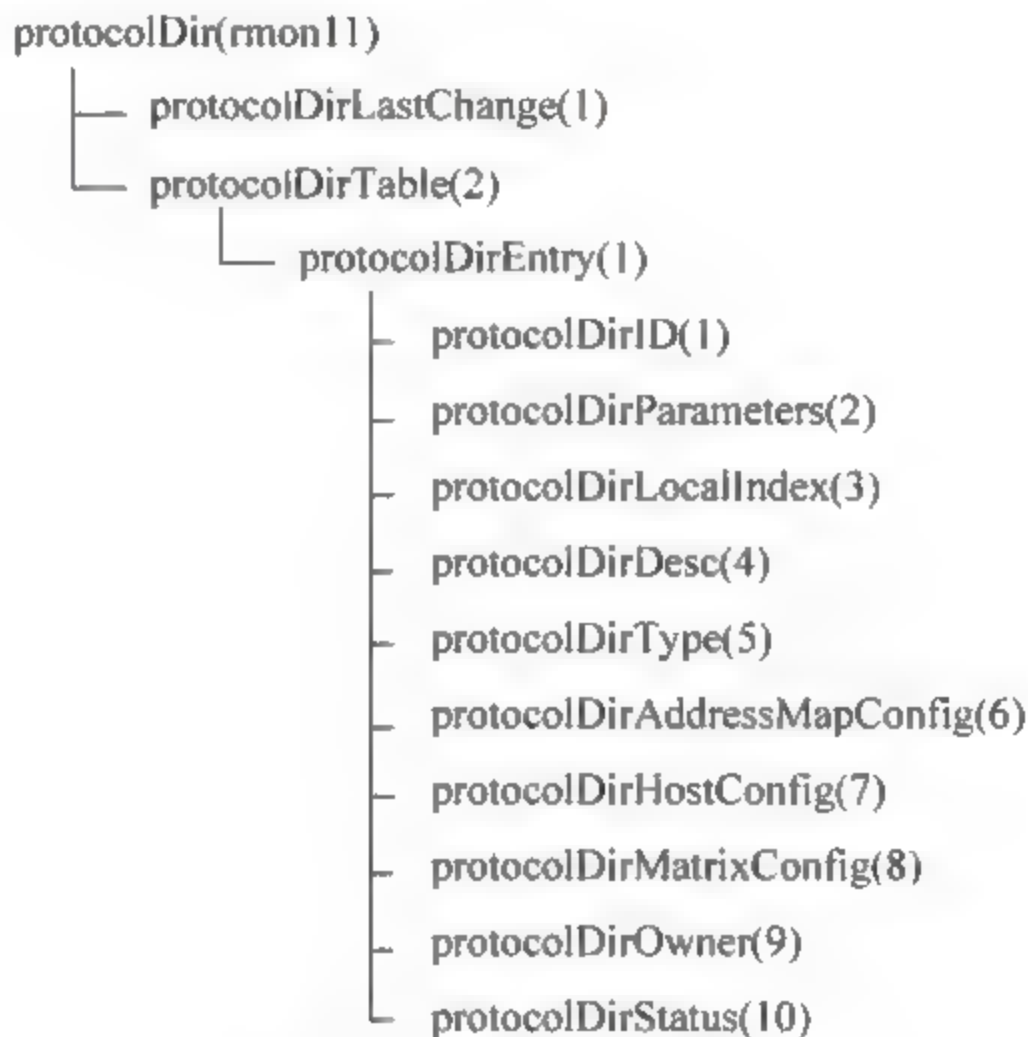 protocolDir(rmon11)
protocolDirLastChange(1)
protocolDirTable(2)
protocolDirEntry(1)
protocolDirID(1)
protocolDirParameters(2)
protocolDirLocalIndex(3)
protocolDirDesc(4)
protocolDirType(5)
protocolDirAddressMapConfig(6)
protocolDirHostConfig(7)
protocolDirMatrixConfig(8)
protocolDirOwner(9)
protocolDirStatus(10)